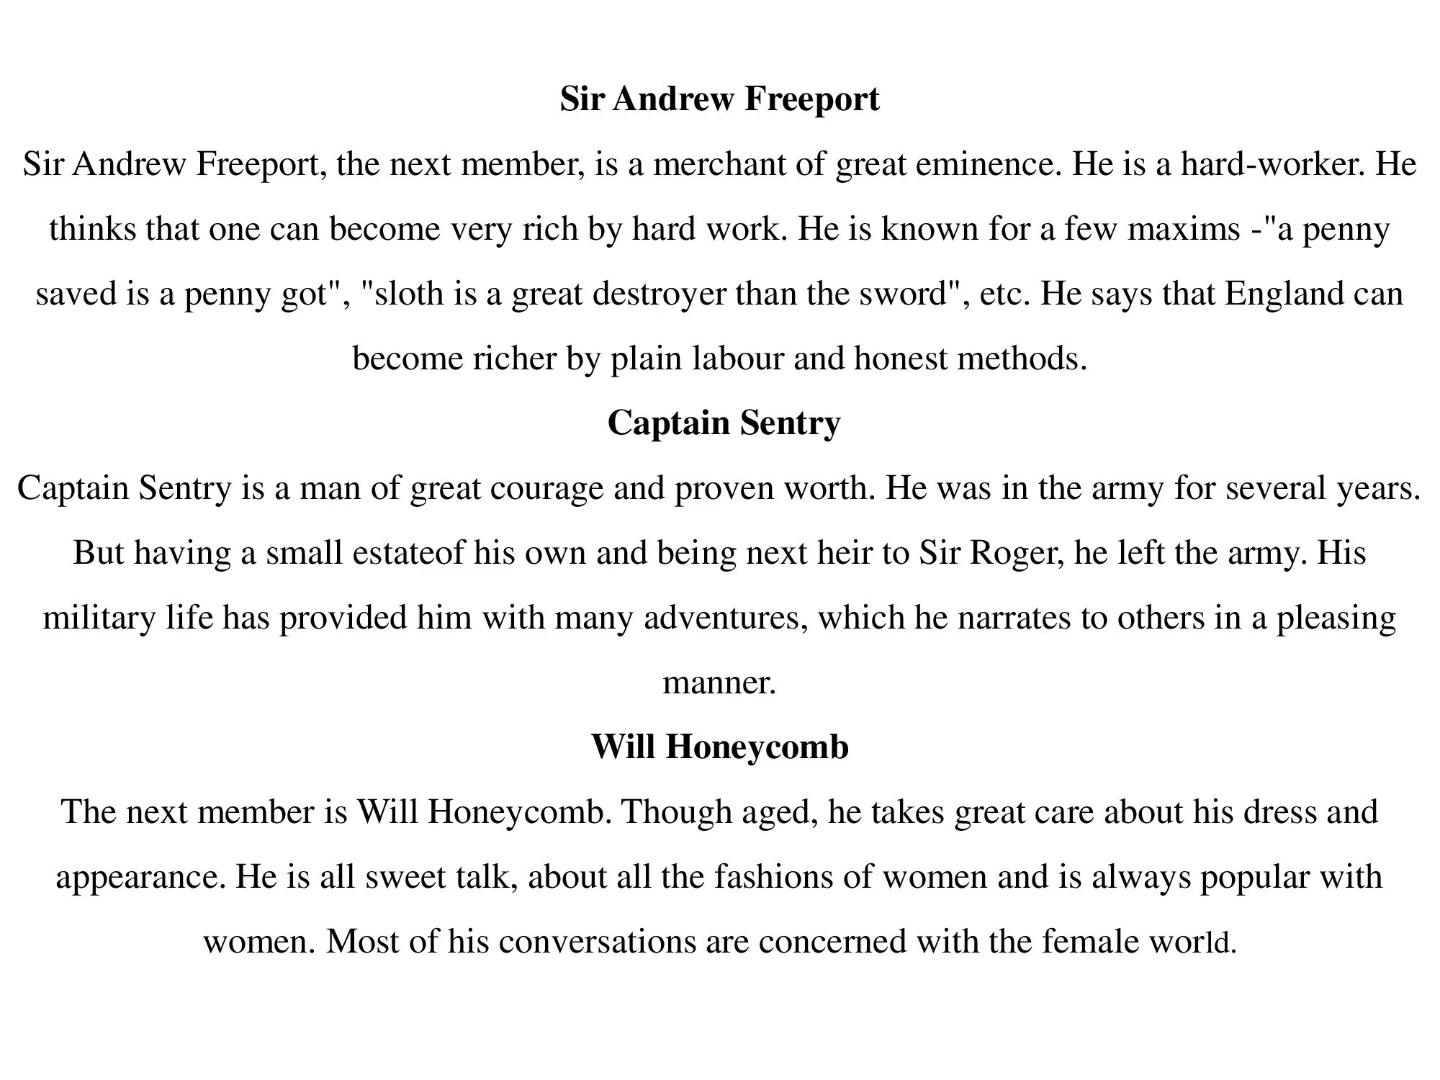 Sir Andrew Freeport
Sir Andrew Freeport, the next member, is a merchant of great eminence. He is a hard-worker. He
thinks that one can become very rich by hard work. He is known for a few maxims -"a penny
saved is a penny got", "sloth is a great destroyer than the sword", etc. He says that England can
become richer by plain labour and honest methods.
Captain Sentry
Captain Sentry is a man of great courage and proven worth. He was in the army for several years.
But having a small estateof his own and being next heir to Sir Roger, he left the army. His
military life has provided him with many adventures, which he narrates to others in a pleasing
manner.
Will Honeycomb
The next member is Will Honeycomb. Though aged, he takes great care about his dress and
appearance. He is all sweet talk, about all the fashions of women and is always popular with
women. Most of his conversations are concerned with the female world.